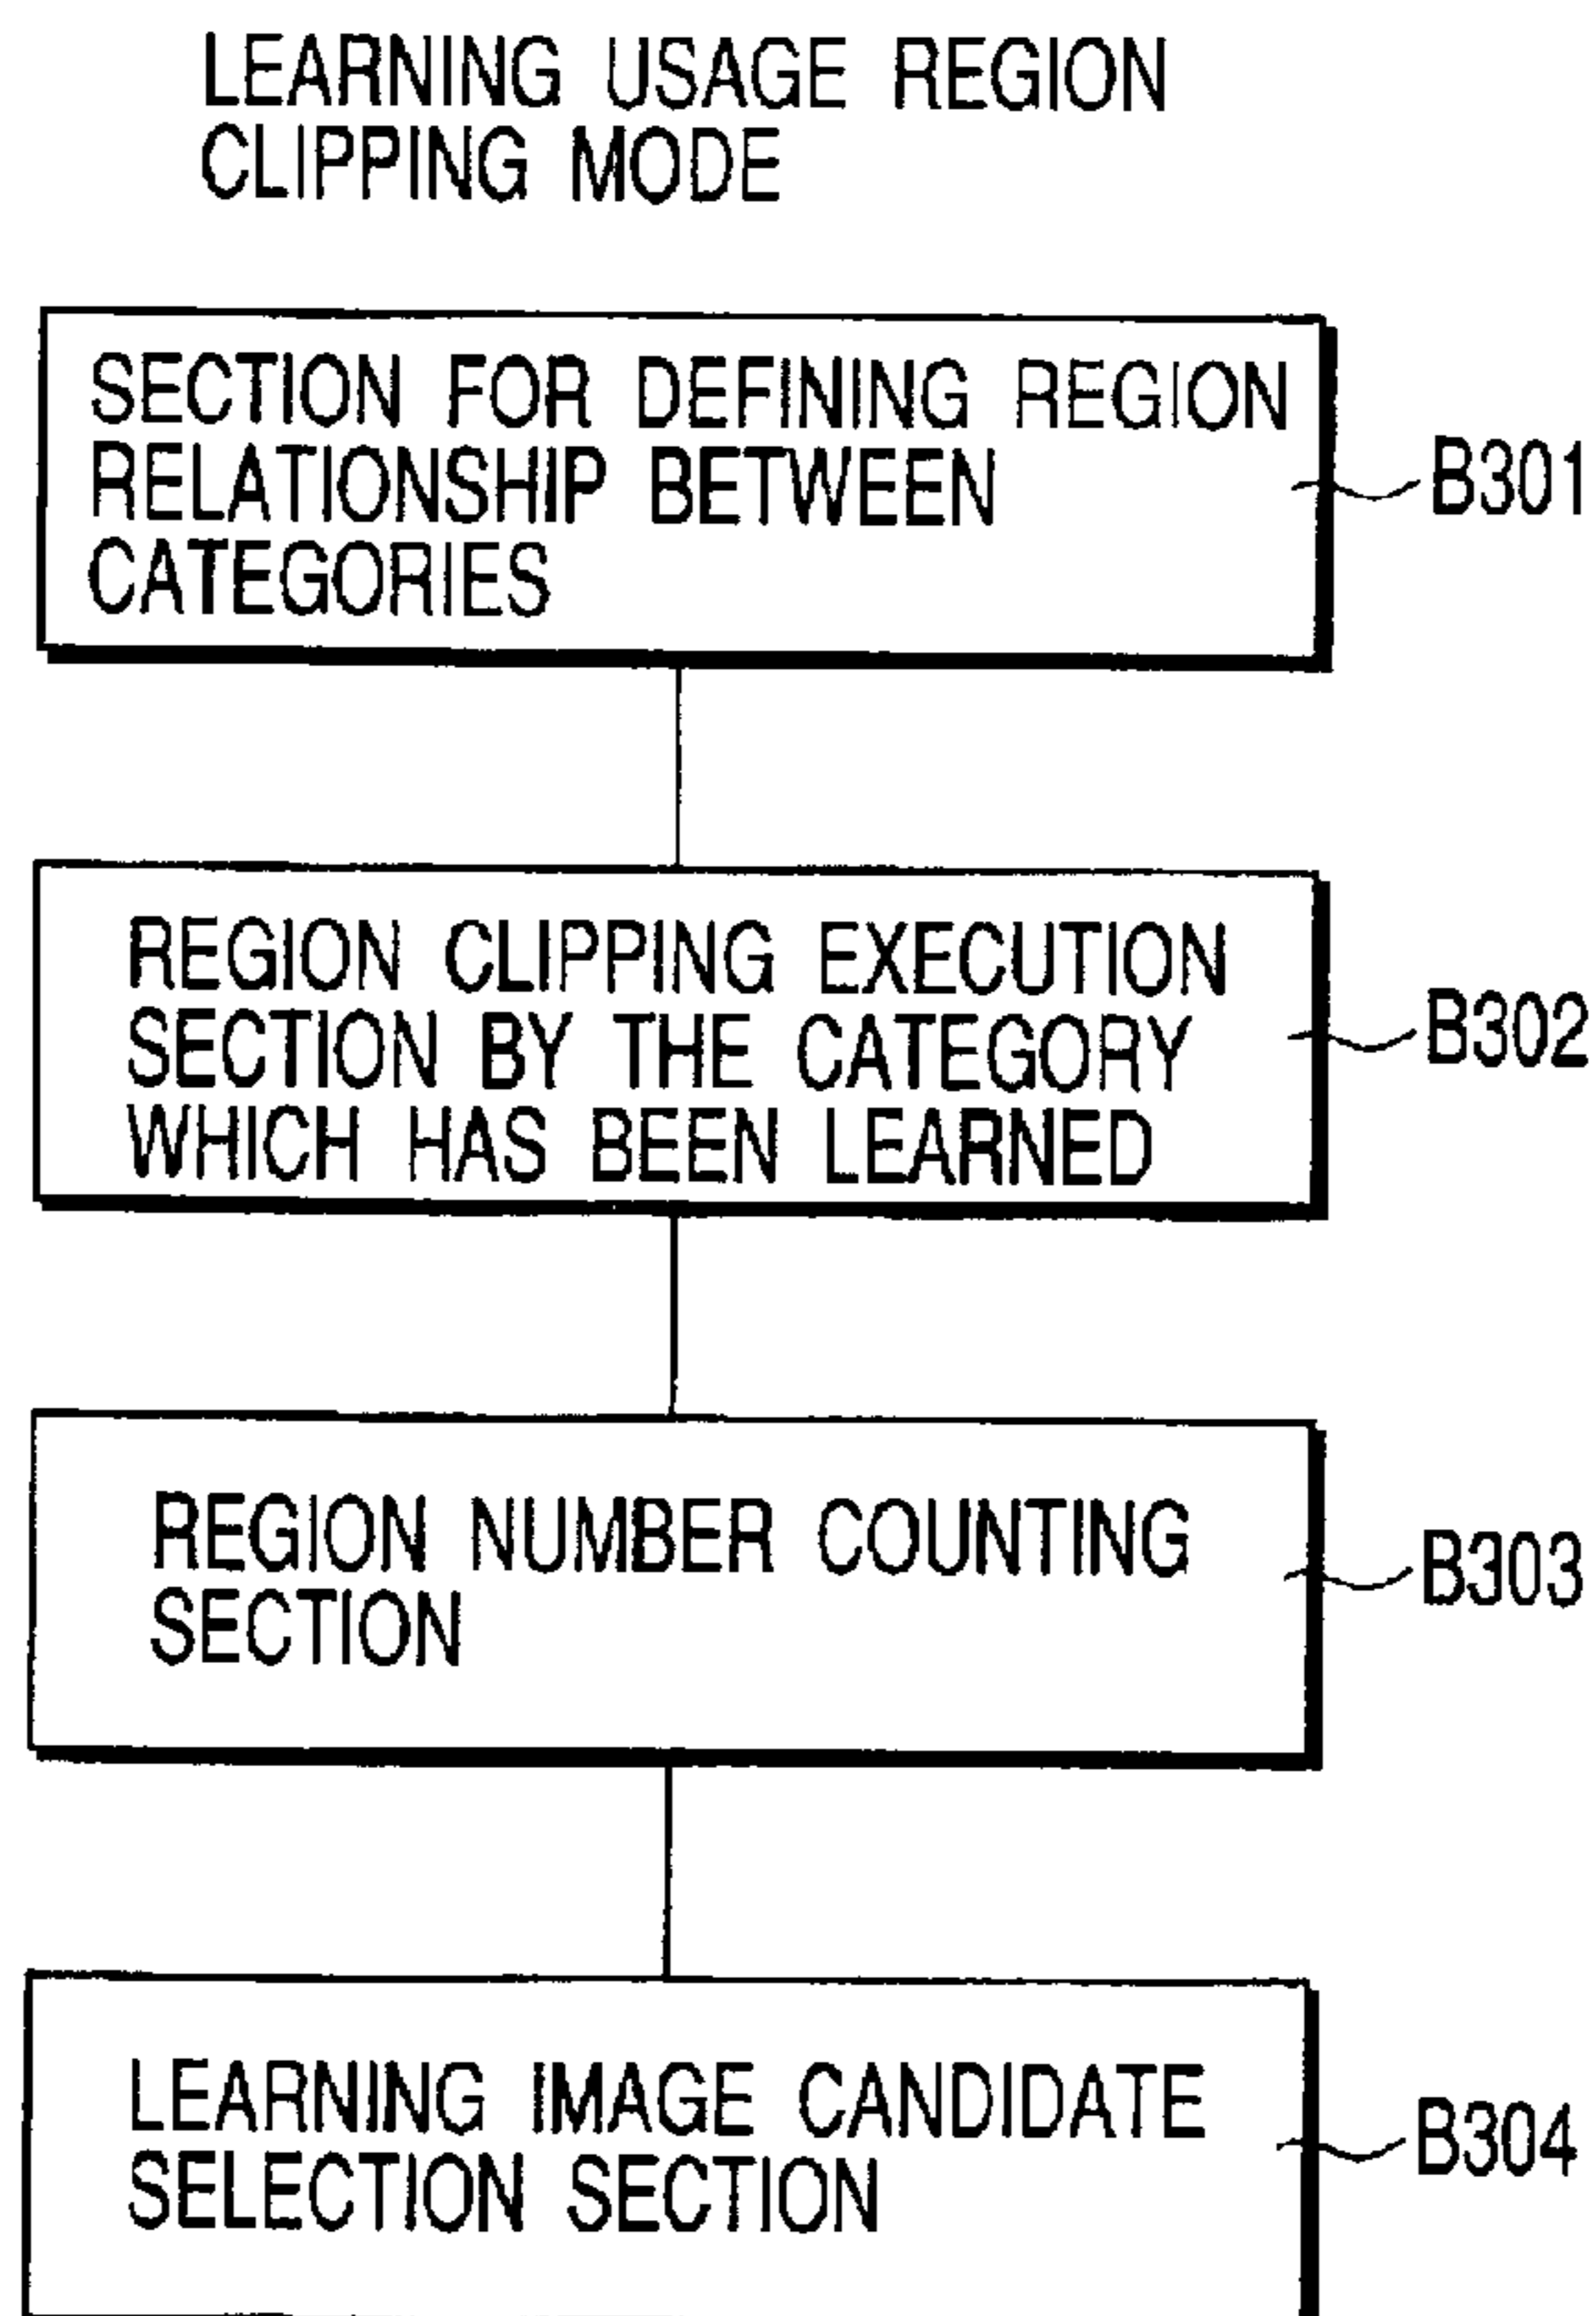 LEARNING USAGE REGION
CLIPPING MODE
SECTION FOR DEFINING REGION
RELATIONSHIP BETWEEN
CATEGORIES
B301
REGION CLIPPING EXECUTION
SECTION BY THE CATEGORY
WHICH HAS BEEN LEARNED
B302
REGION NUMBER COUNTING
SECTION
B303
LEARNING IMAGE CANDIDATE
SELECTION SECTION
B304